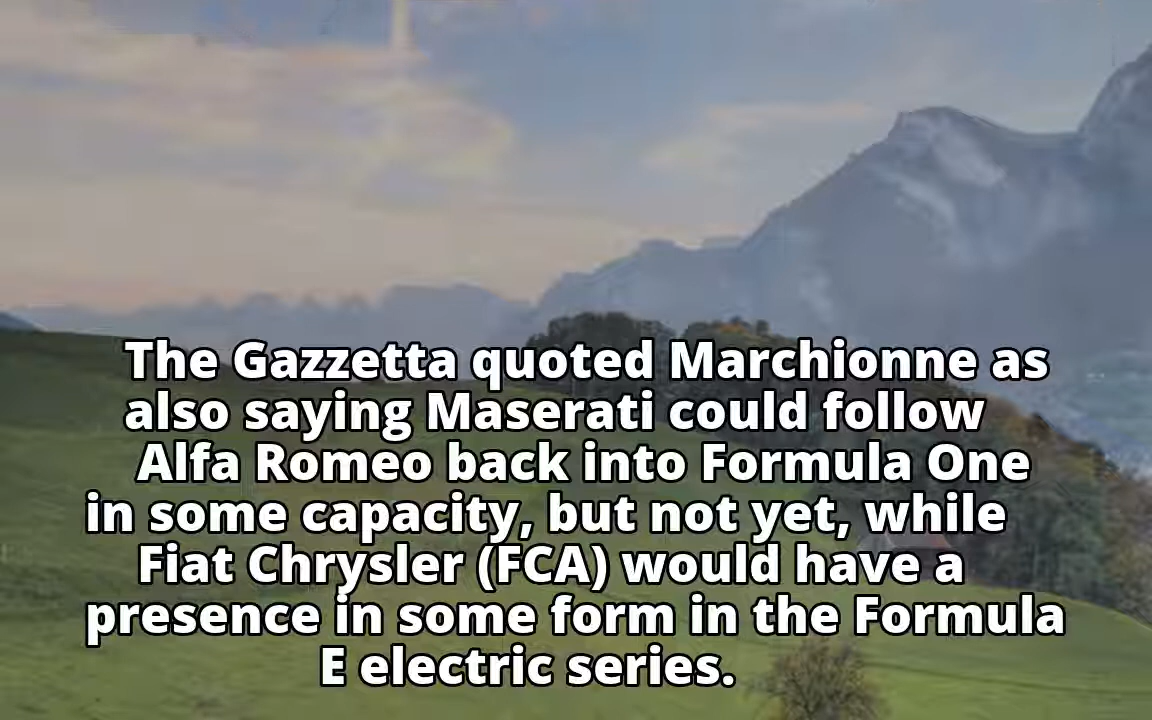 The Gazzetta quoted Marchionne as
also saying Maserati could follow
Alfa Romeo back into Formula One
in some capacity, but not yet, while
Fiat Chrysler (FCA) would have a
presence in some form in the Formula
E electric series.